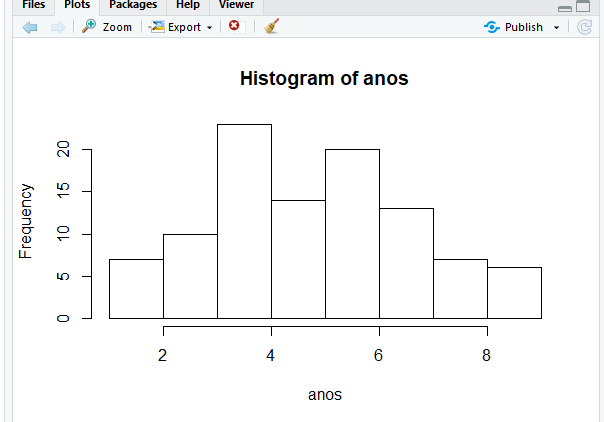 Files Plots Packages Help Viewer
Zoom Export Publish
Histogram of anos
Frequency
20
15
10
5
0
2 4 6 8
anos